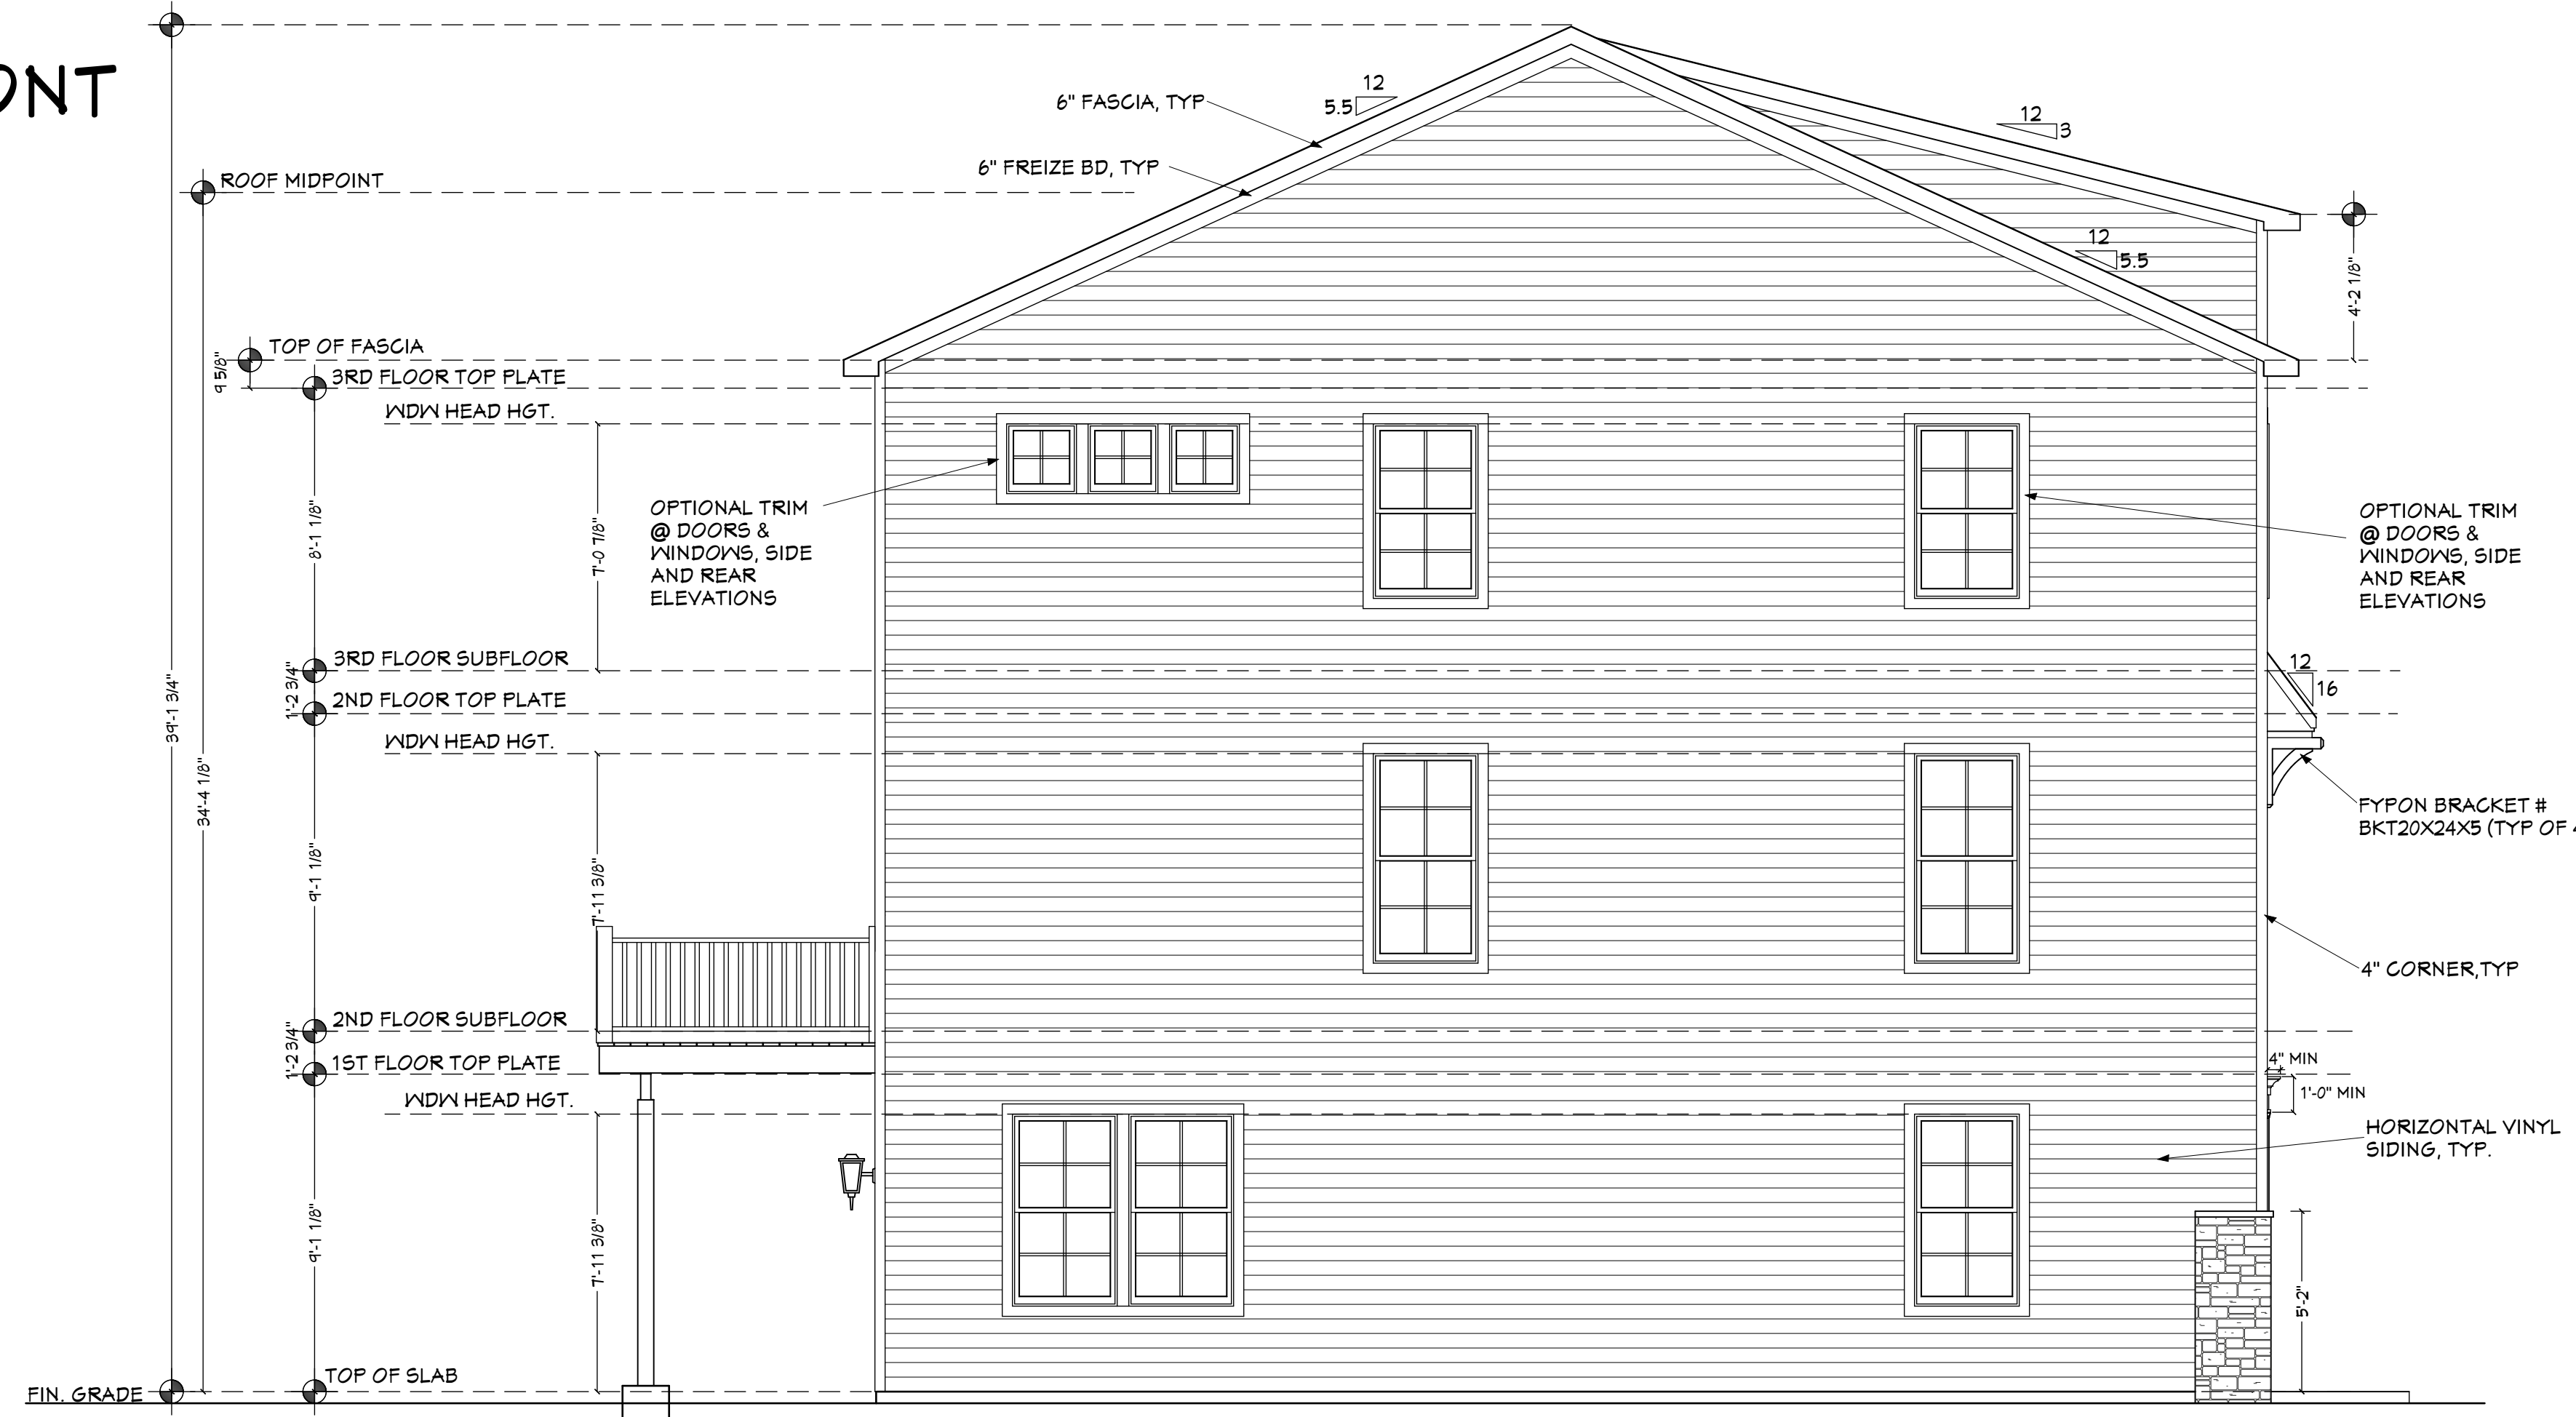 ONT
ROOF MIDPOINT
TOP OF FASCIA
3RD FLOOR TOP PLATE
WDW HEAD HGT.
3RD FLOOR SUBFLOOR
2ND FLOOR TOP PLATE
WDW HEAD HGT.
2ND FLOOR SUBFLOOR
1ST FLOOR TOP PLATE
WDW HEAD HGT.
TOP OF SLAB
FIN. GRADE
39'-1 3/4"
34'-4 1/8"
9 5/8"
8'-1 1/8"
1'-2 3/4"
9'-1 1/8"
1'-2 3/4"
9'-1 1/8"
7'-0 7/8"
7'-11 3/8"
7'-11 3/8"
6" FASCIA, TYP
6" FREIZE BD, TYP
12
5.5
12
3
12
5.5
4'-2 1/8"
OPTIONAL TRIM
@ DOORS &
WINDOWS, SIDE
AND REAR
ELEVATIONS
OPTIONAL TRIM
@ DOORS &
WINDOWS, SIDE
AND REAR
ELEVATIONS
12
16
FYPON BRACKET #
BKT20X24X5 (TYP OF
4" CORNER,TYP
4" MIN
1'-0" MIN
HORIZONTAL VINYL
SIDING, TYP.
5'-2"